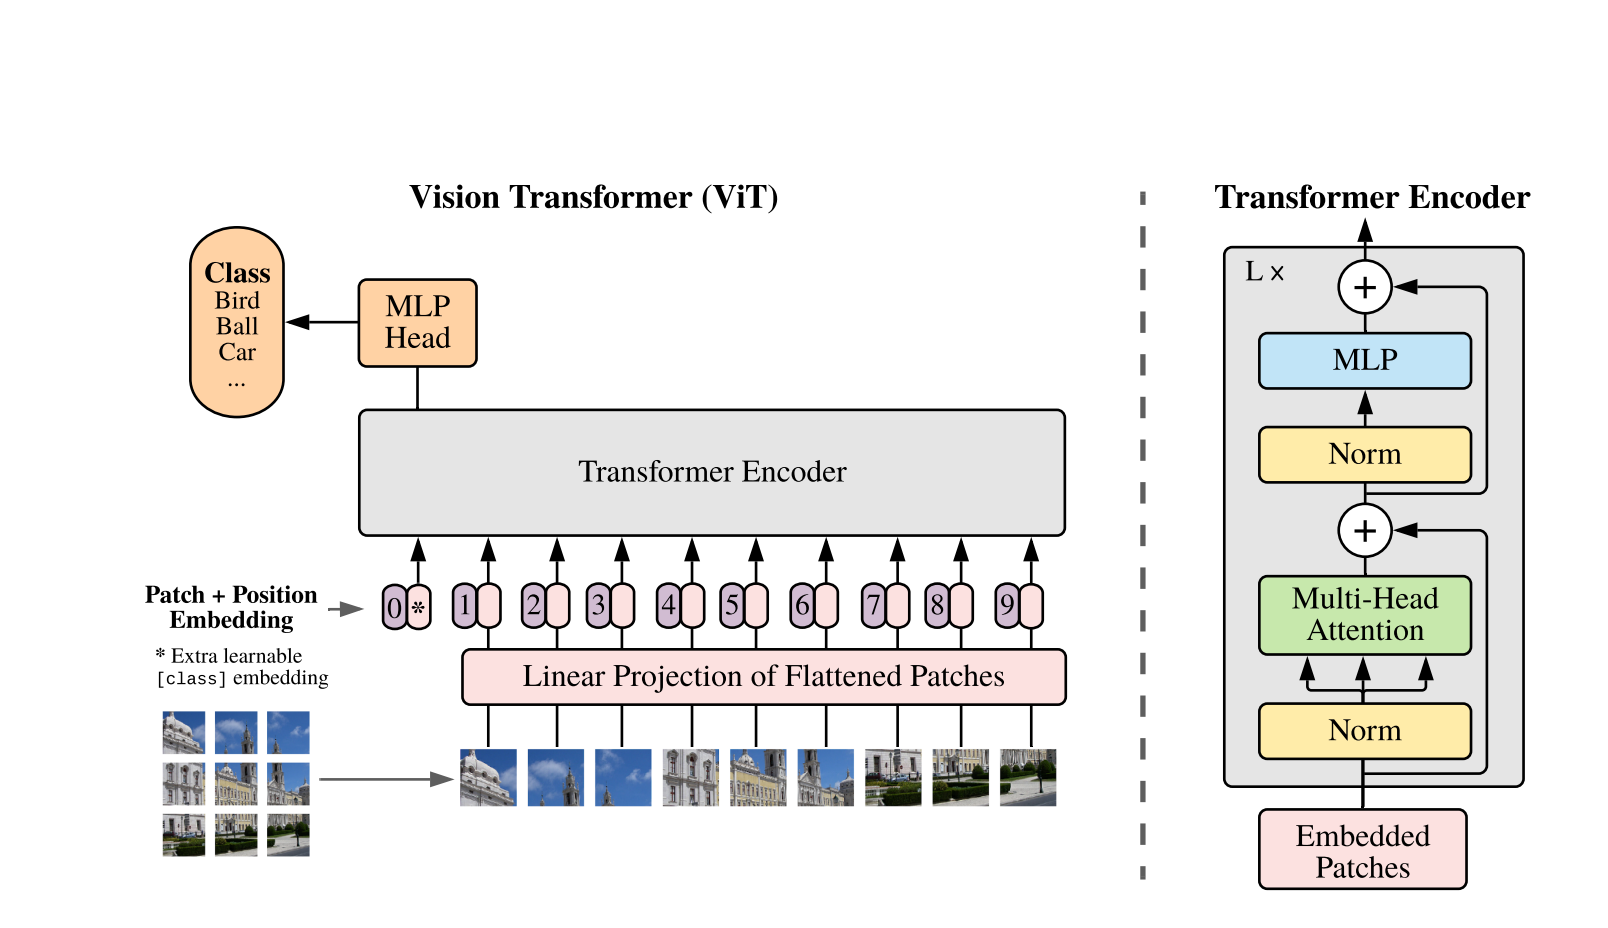 Vision Transformer (ViT)
Class
Bird
Ball
Car
...
MLP
Head
Transformer Encoder
Patch + Position
Embedding
0 * 1 2 3 4 5 6 7 8 9
* Extra learnable
[class] embedding
Linear Projection of Flattened Patches
Transformer Encoder
L ×
+
MLP
Norm
+
Multi-Head
Attention
Norm
Embedded
Patches